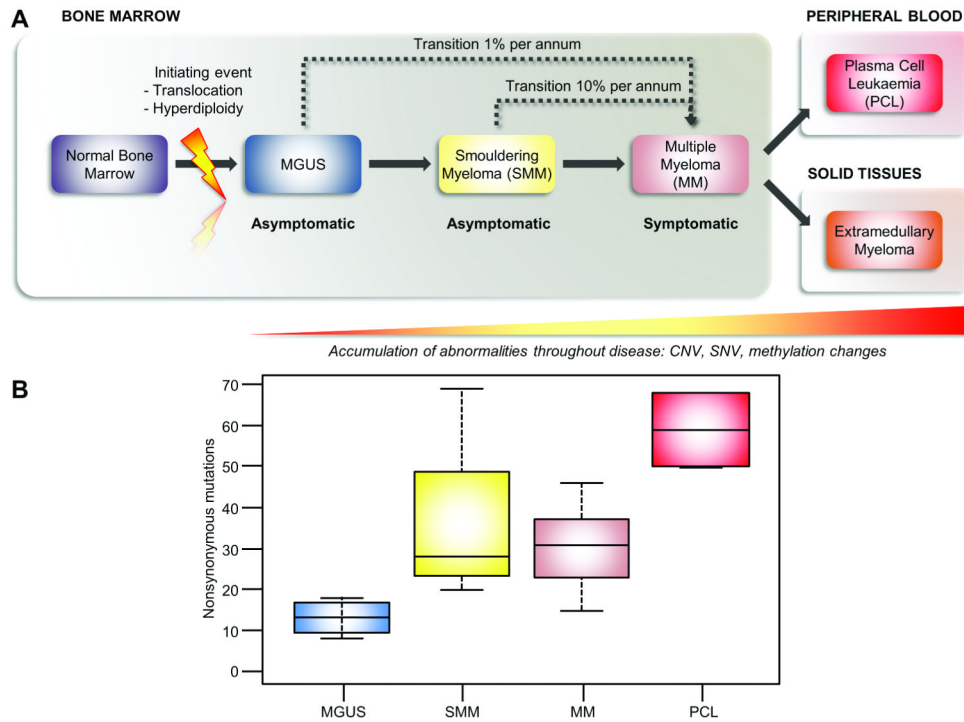 A
BONE MARROW
PERIPHERAL BLOOD
Transition 1% per annum
Initiating event
- Translocation
- Hyperdiploidy
Transition 10% per annum
Plasma Cell
Leukaemia
(PCL)
Normal Bone
Marrow
MGUS
Smouldering
Myeloma (SMM)
Multiple
Myeloma
(MM)
SOLID TISSUES
Asymptomatic
Asymptomatic
Symptomatic
Extramedullary
Myeloma
Accumulation of abnormalities throughout disease: CNV, SNV, methylation changes
B
Nonsynonymous mutations
70
60
50
40
30
20
10
0
MGUS
SMM
MM
PCL